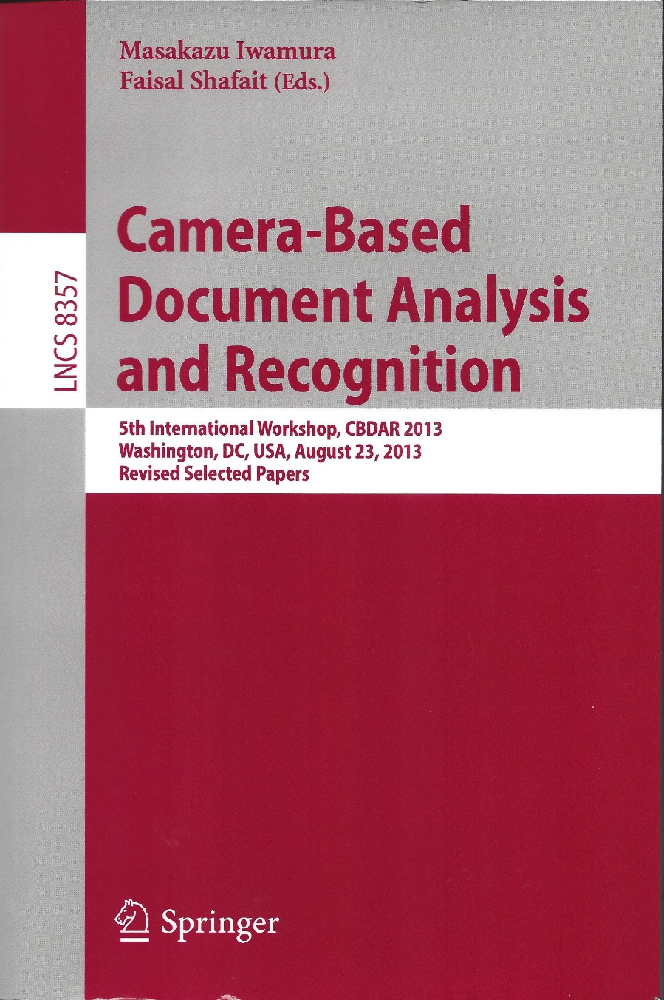 Masakazu Iwamura
Faisal Shafait (Eds.)
Camera-Based
Document Analysis
and Recognition
LNCS 8357
5th International Workshop, CBDAR 2013
Washington, DC, USA, August 23, 2013
Revised Selected Papers
Springer